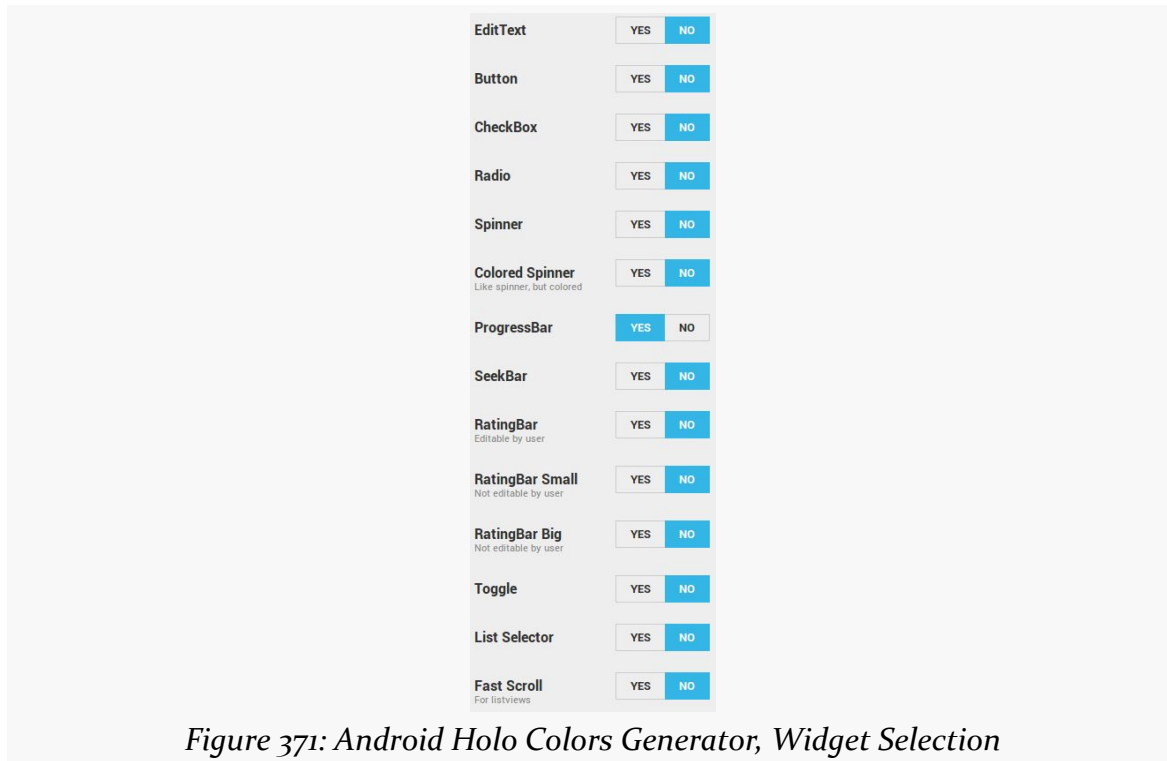 EditText YES NO
Button YES NO
CheckBox YES NO
Radio YES NO
Spinner YES NO
Colored Spinner YES NO
Like spinner, but colored
ProgressBar YES NO
SeekBar YES NO
RatingBar YES NO
Editable by user
RatingBar Small YES NO
Not editable by user
RatingBar Big YES NO
Not editable by user
Toggle YES NO
List Selector YES NO
Fast Scroll YES NO
For listviews
Figure 371: Android Holo Colors Generator, Widget Selection